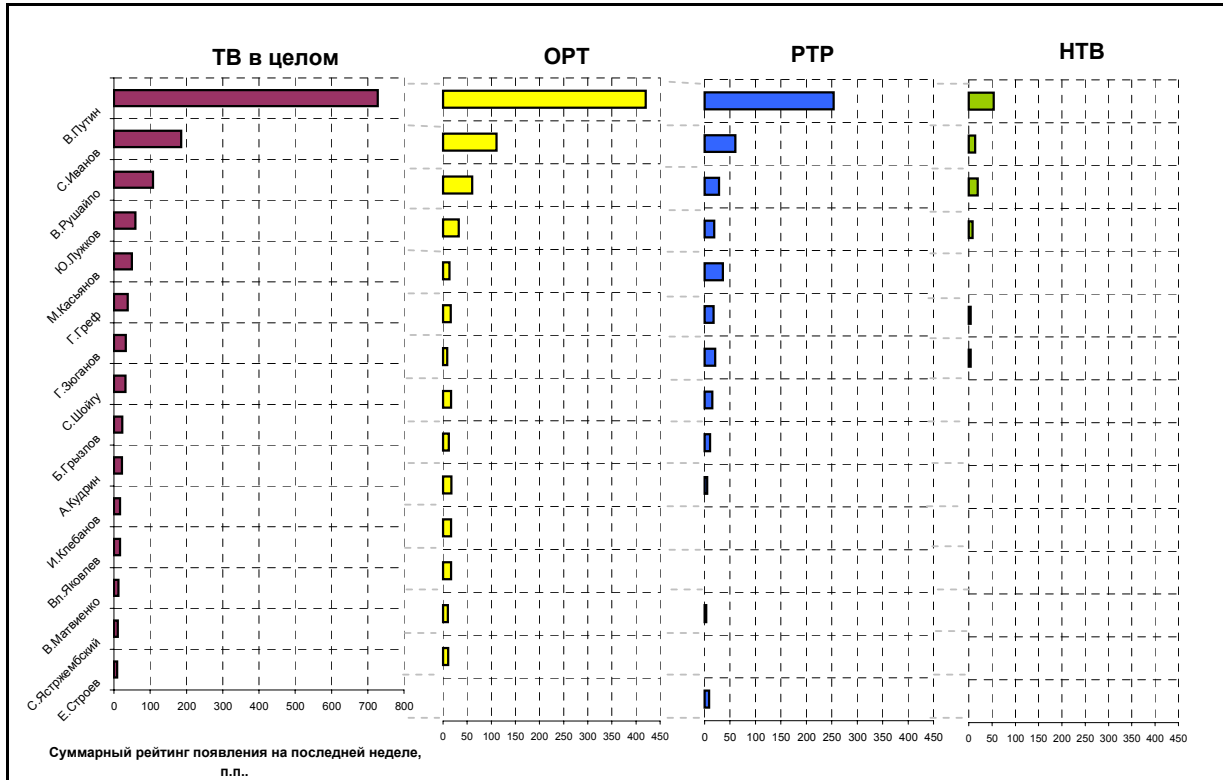 ТВ в целом
ОРТ
РТР
НТВ
В.Путин
С.Иванов
В.Рушайло
Ю.Лужков
М.Касьянов
Г.Греф
Г.Зюганов
С.Шойгу
Б.Грызлов
А.Кудрин
И.Клебанов
Вл.Яковлев
В.Матвиенко
С.Ястржембский
Е.Строев
0 100 200 300 400 500 600 700 800
0 50 100 150 200 250 300 350 400 450
0 50 100 150 200 250 300 350 400 450
0 50 100 150 200 250 300 350 400 450
Суммарный рейтинг появления на последней неделе,
п.п..